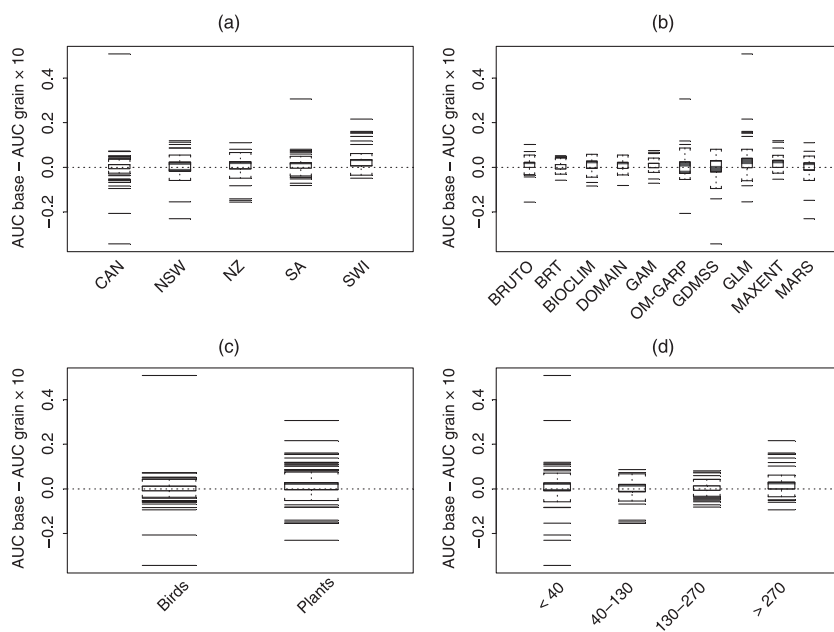 (a)
AUC base − AUC grain × 10
0.4
0.2
0.0
−0.2
CAN
NSW
NZ
SA
SWI
(b)
AUC base − AUC grain × 10
0.4
0.2
0.0
−0.2
BRUTO
BRT
BIOCLIM
DOMAIN
GAM
OM−GARP
GDMSS
GLM
MAXENT
MARS
(c)
AUC base − AUC grain × 10
0.4
0.2
0.0
−0.2
Birds
Plants
(d)
AUC base − AUC grain × 10
0.4
0.2
0.0
−0.2
< 40
40−130
130−270
> 270